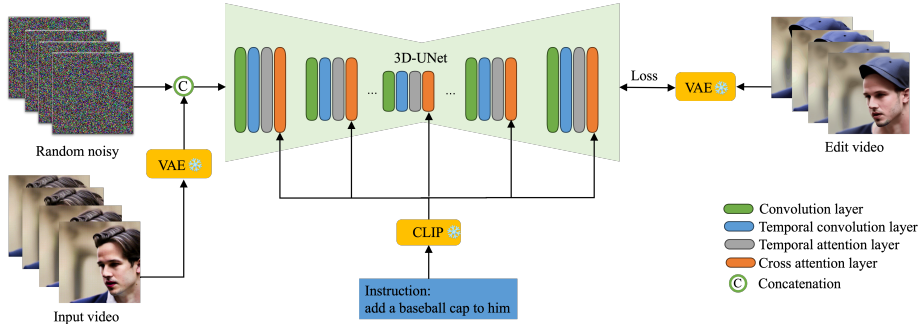 3D-UNet
... ...
C
Loss
VAE
Random noisy
VAE
Edit video
CLIP
Convolution layer
Temporal convolution layer
Temporal attention layer
Cross attention layer
C Concatenation
Instruction:
add a baseball cap to him
Input video